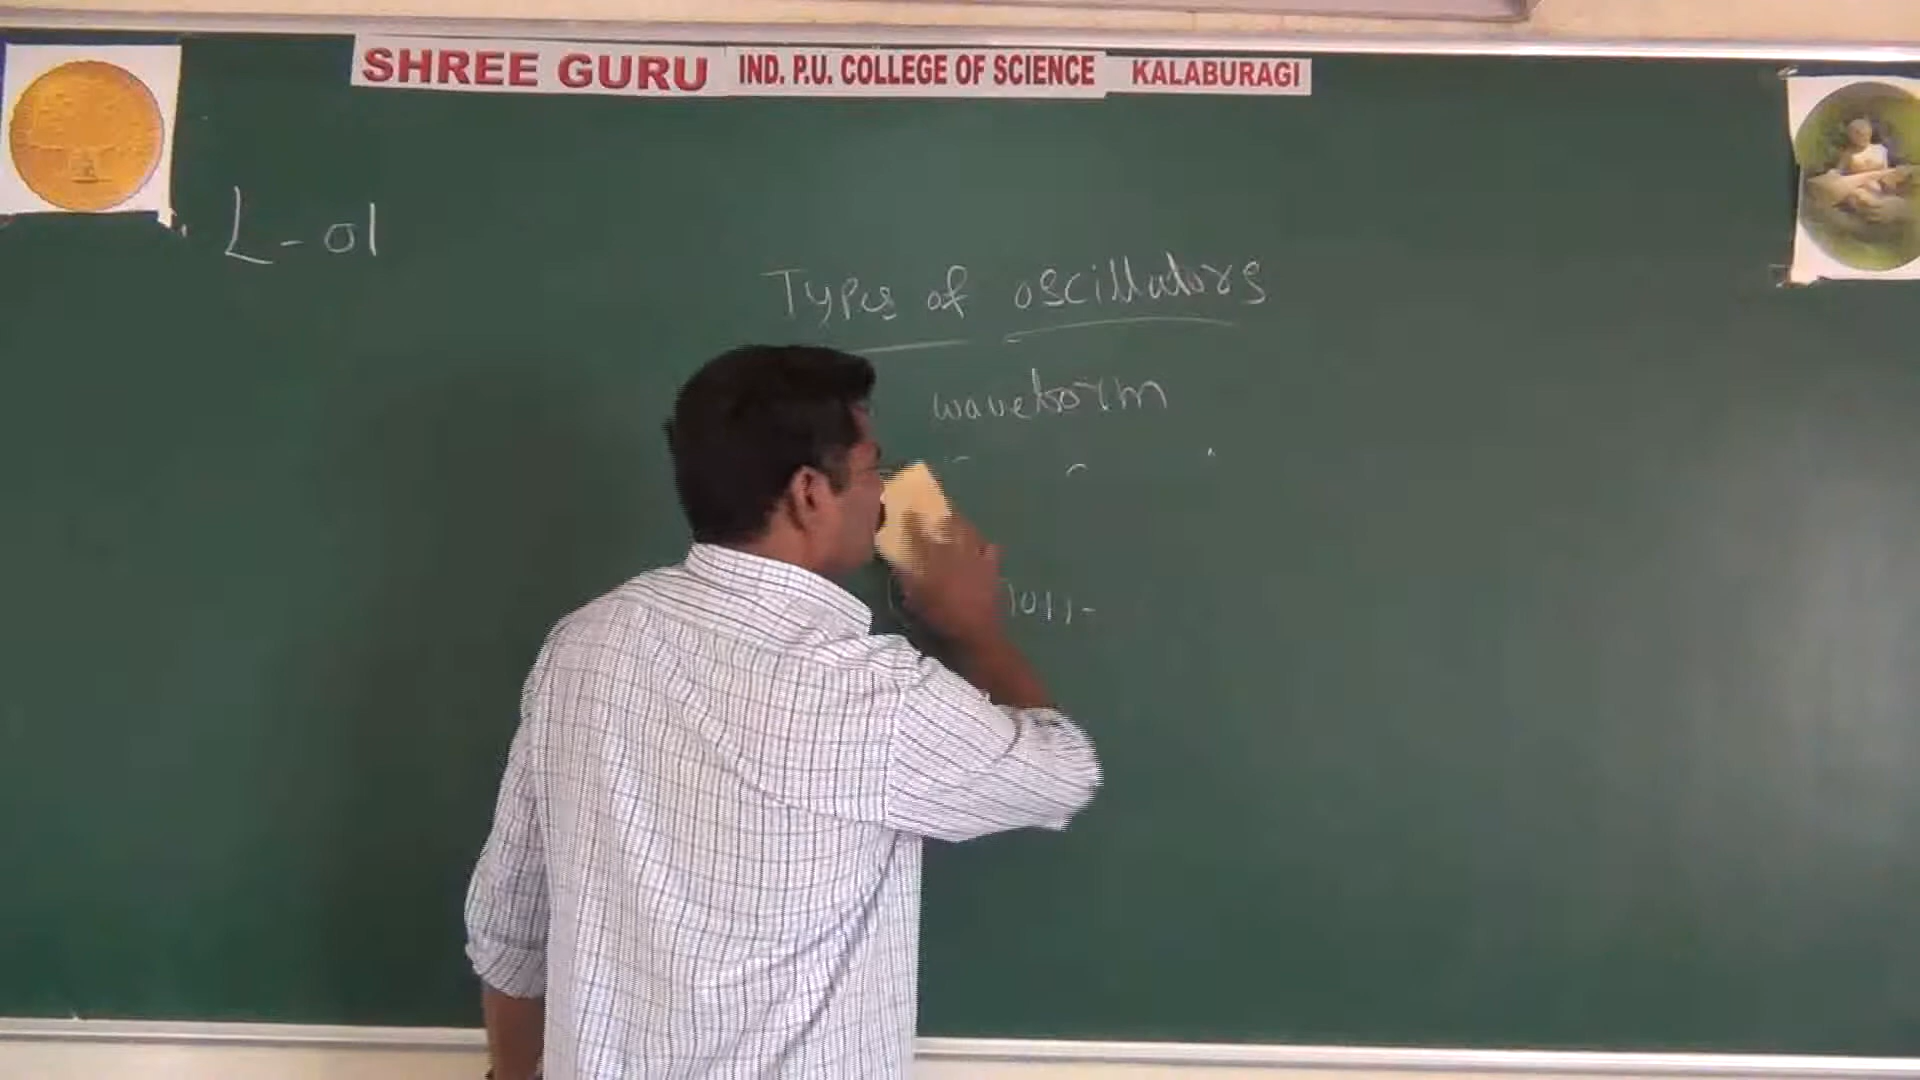 SHREE GURU IND. P.U. COLLEGE OF SCIENCE KALABURAGI
L-01
Types of oscillators
waveform